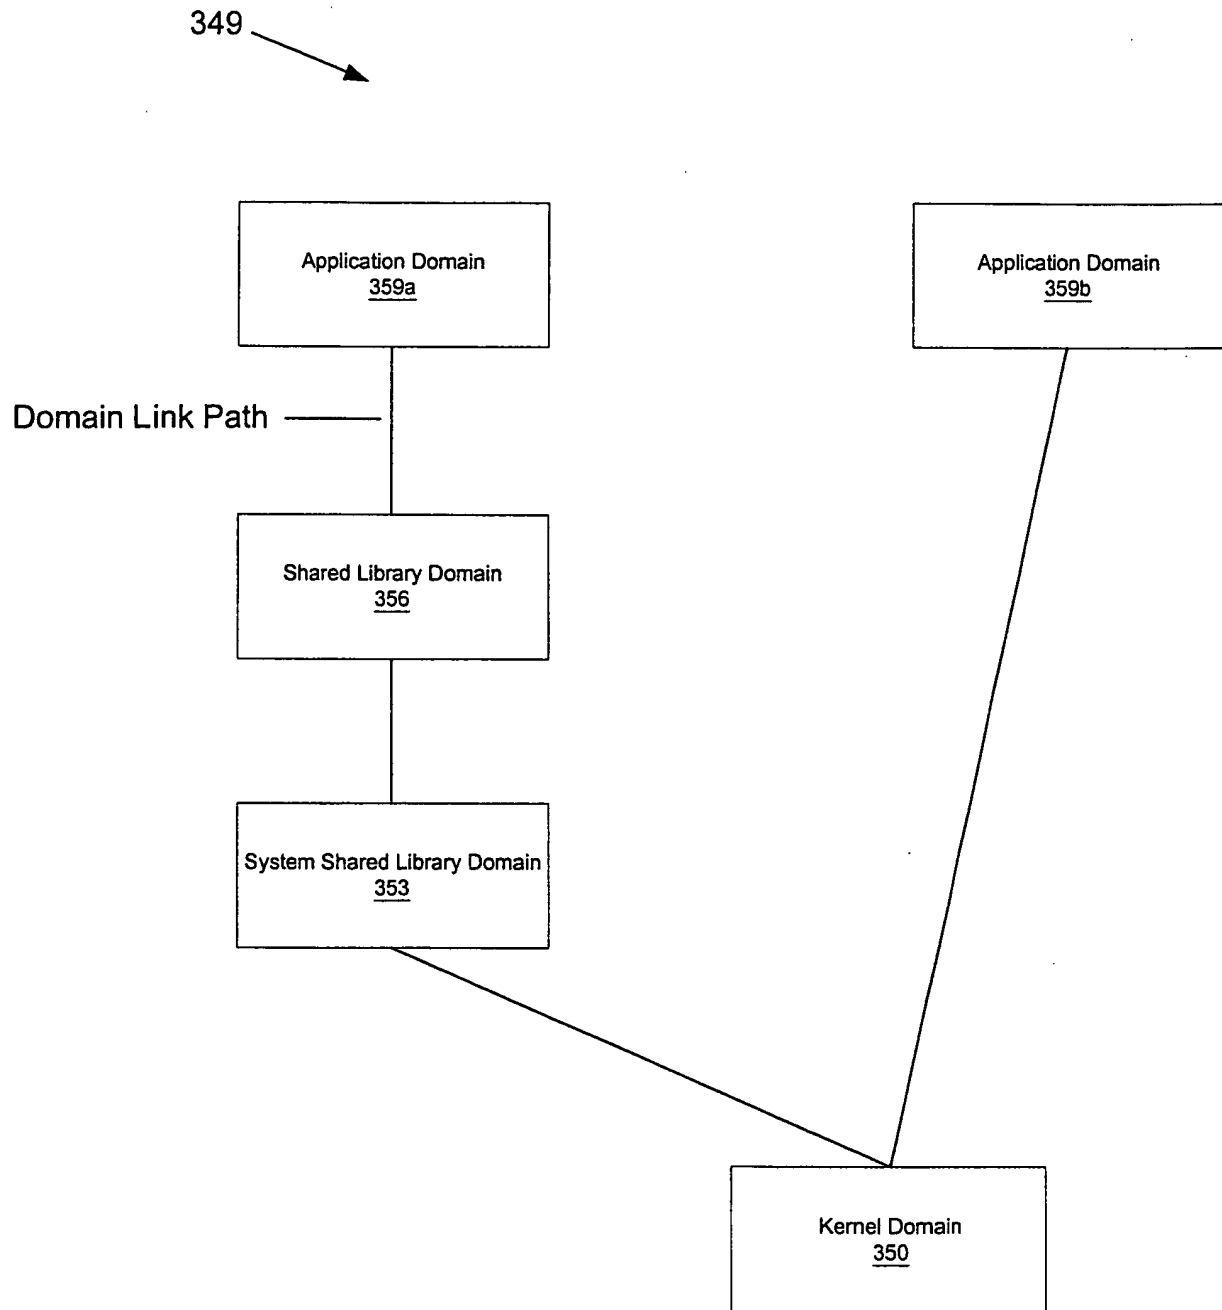 349
Application Domain
359a
Application Domain
359b
Domain Link Path
Shared Library Domain
356
System Shared Library Domain
353
Kernel Domain
350